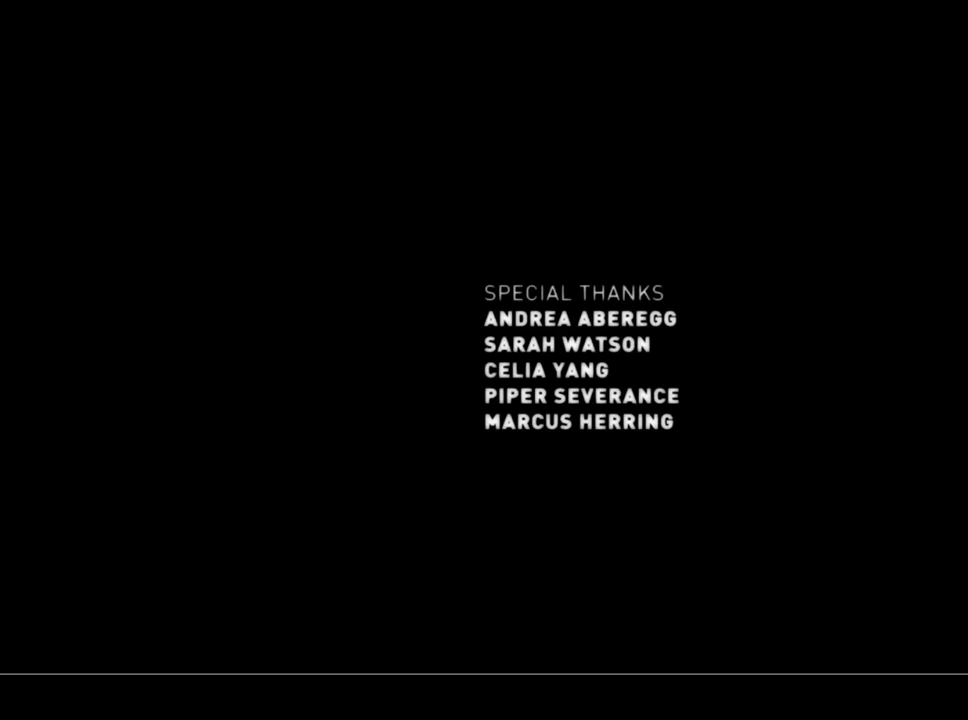 SPECIAL THANKS
ANDREA ABEREGG
SARAH WATSON
CELIA YANG
PIPER SEVERANCE
MARCUS HERRING